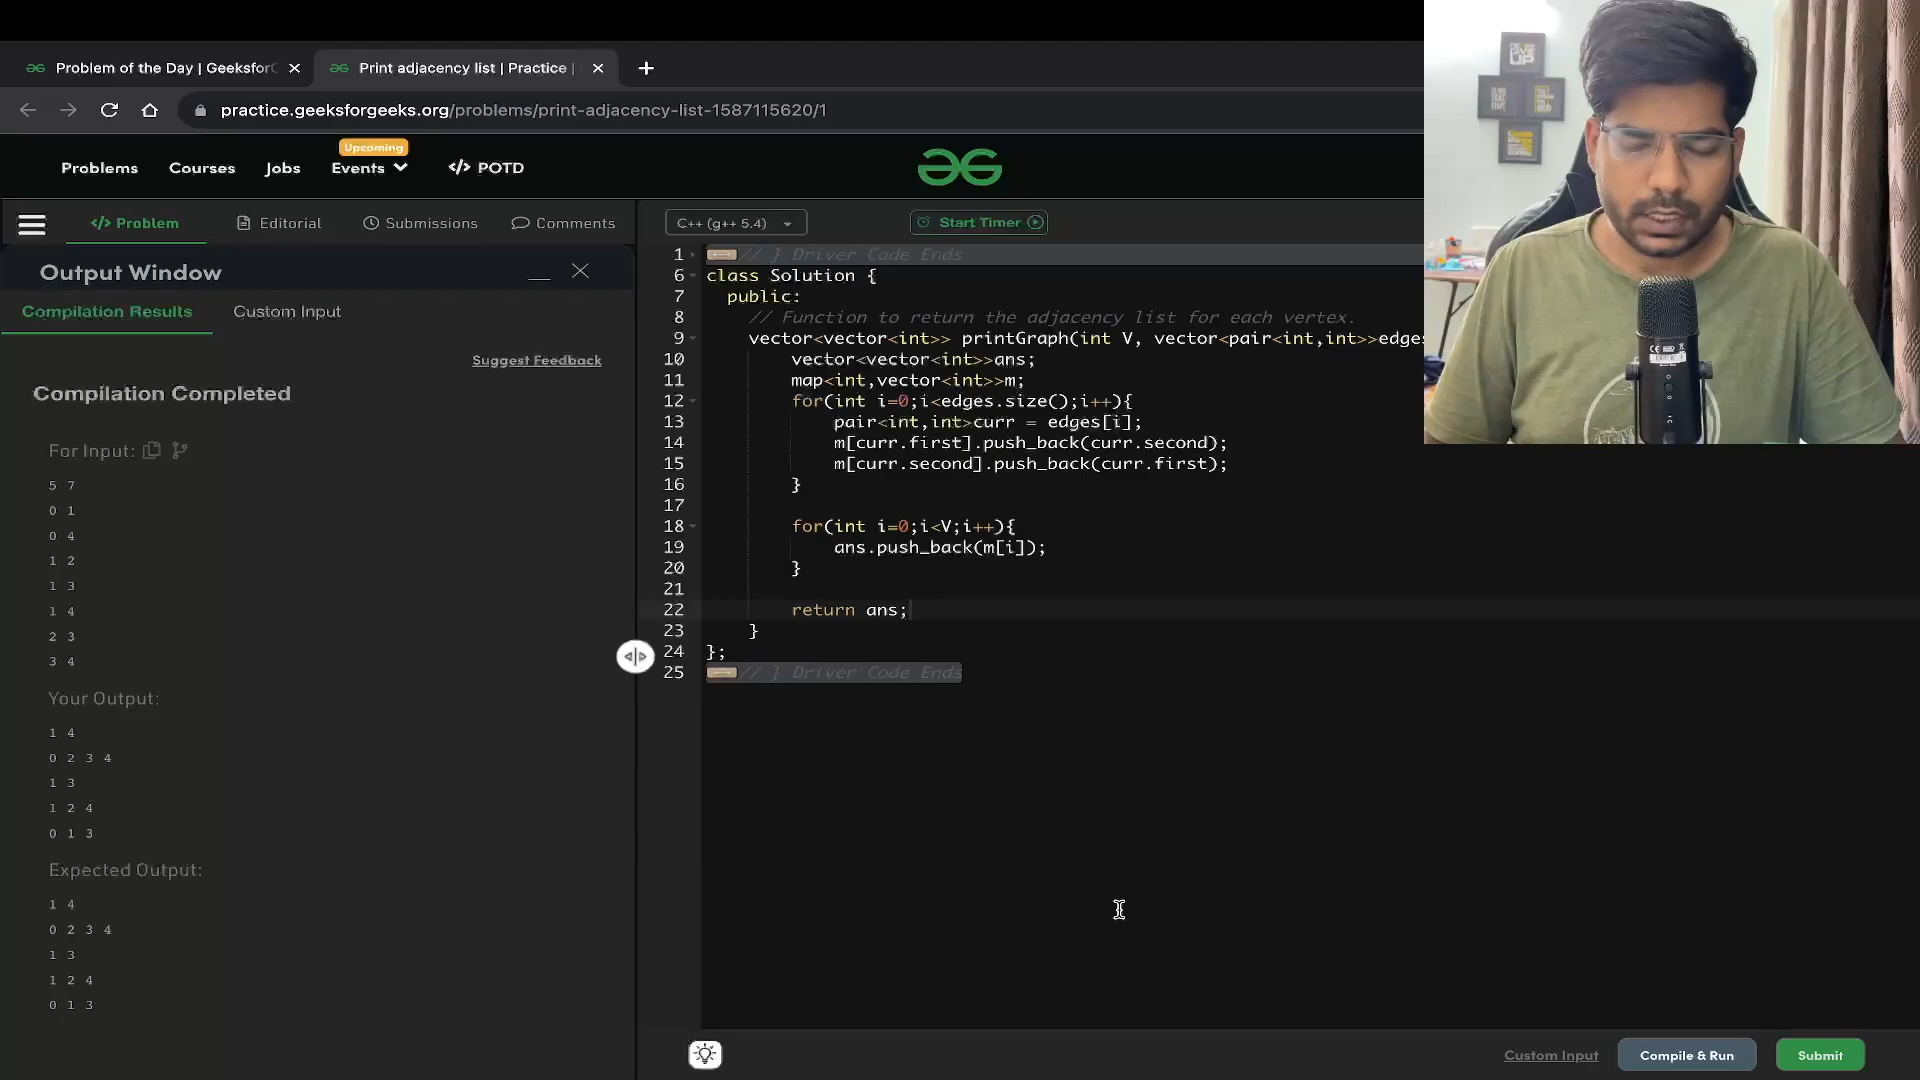 Problem of the Day | GeeksforG
Print adjacency list | Practice |
practice.geeksforgeeks.org/problems/print-adjacency-list-1587115620/1
Upcoming
Problems Courses Jobs Events </> POTD
</> Problem Editorial Submissions Comments
C++ (g++ 5.4) Start Timer
Output Window
Compilation Results Custom Input
Suggest Feedback
Compilation Completed
For Input:
5 7
0 1
0 4
1 2
1 3
1 4
2 3
3 4
Your Output:
1 4
0 2 3 4
1 3
1 2 4
0 1 3
Expected Output:
1 4
0 2 3 4
1 3
1 2 4
0 1 3
1 // } Driver Code Ends
6 class Solution {
7 public:
8 // Function to return the adjacency list for each vertex.
9 vector<vector<int>> printGraph(int V, vector<pair<int,int>>edges
10 vector<vector<int>>ans;
11 map<int,vector<int>>m;
12 for(int i=0;i<edges.size();i++){
13 pair<int,int>curr = edges[i];
14 m[curr.first].push_back(curr.second);
15 m[curr.second].push_back(curr.first);
16 }
17
18 for(int i=0;i<V;i++){
19 ans.push_back(m[i]);
20 }
21
22 return ans;
23 }
24 };
25 // } Driver Code Ends
Custom Input Compile & Run Submit